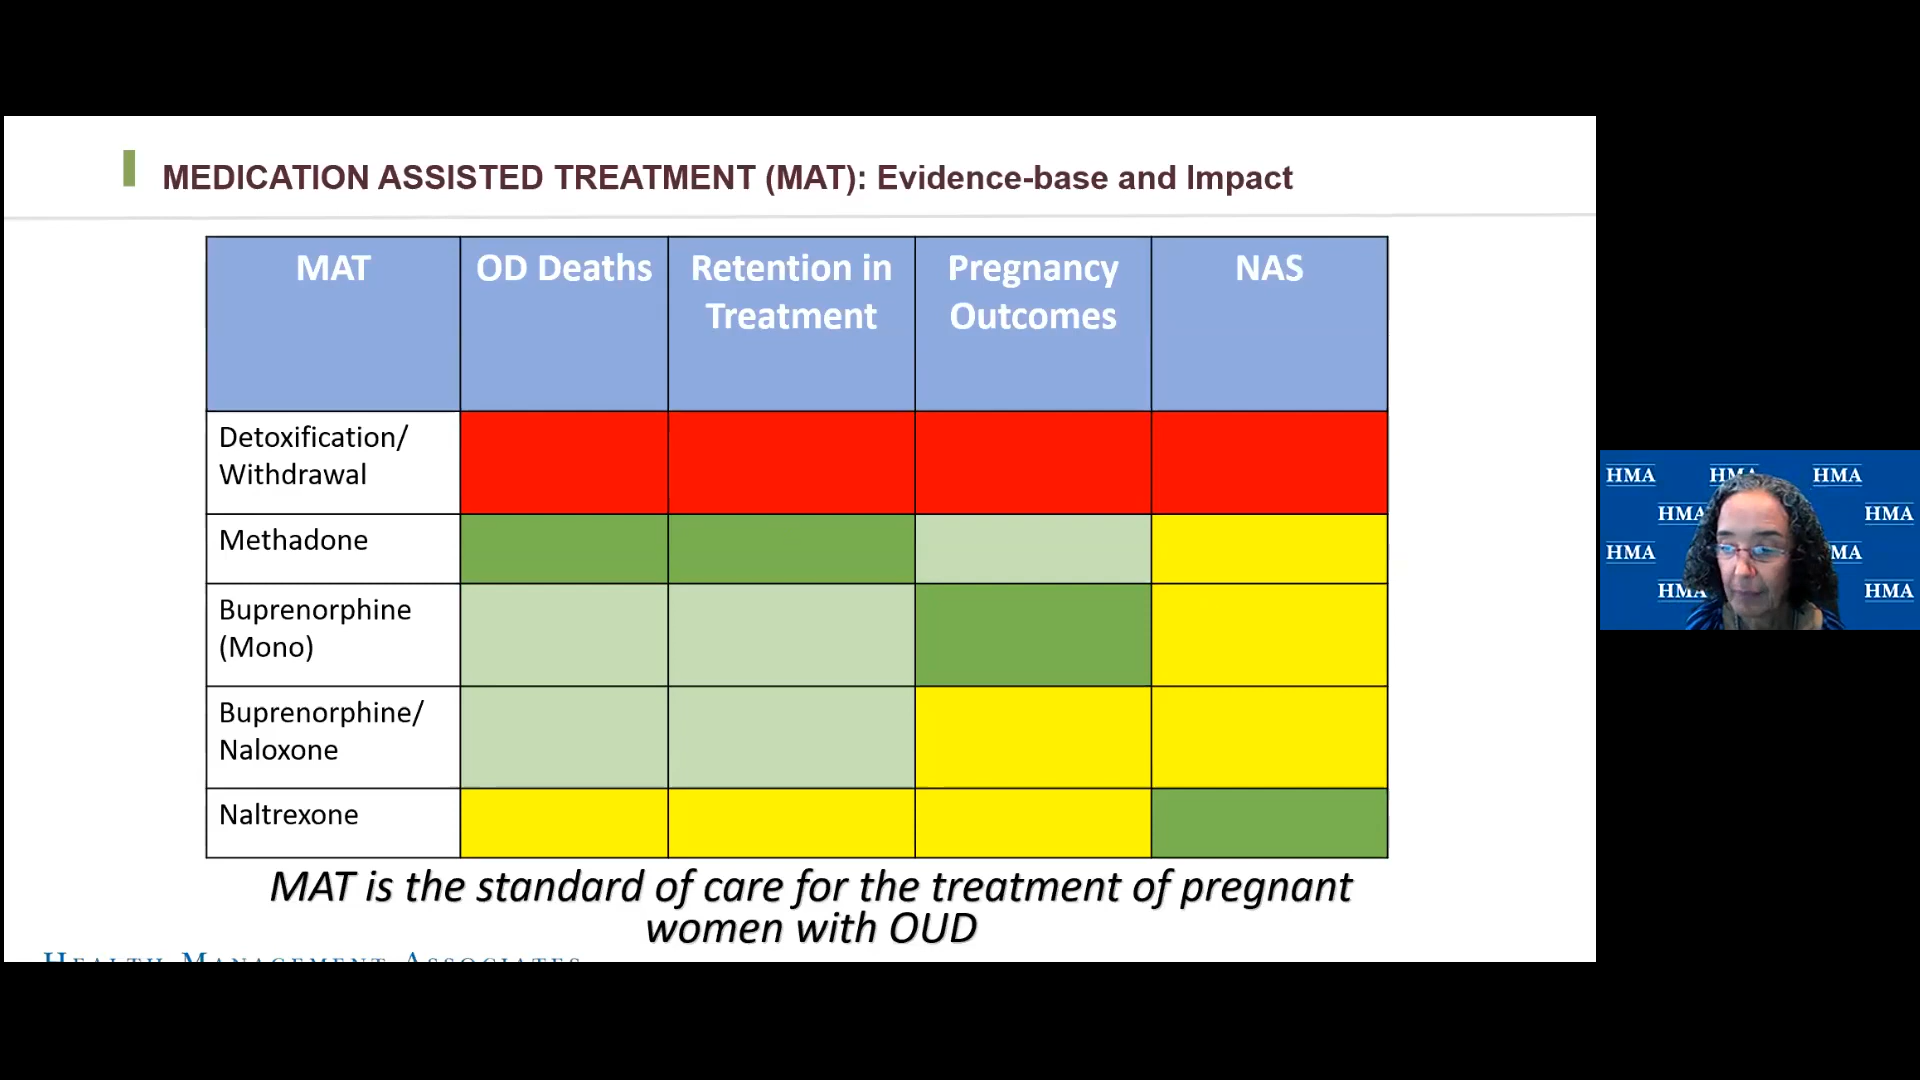 MEDICATION ASSISTED TREATMENT (MAT): Evidence-base and Impact
MAT
OD Deaths
Retention in
Treatment
Pregnancy
Outcomes
NAS
Detoxification/
Withdrawal
Methadone
Buprenorphine
(Mono)
Buprenorphine/
Naloxone
Naltrexone
MAT is the standard of care for the treatment of pregnant
women with OUD
HEALTH MANAGEMENT ASSOCIATES
HMA HMA HMA
HMA HMA
HMA MA
HMA HMA